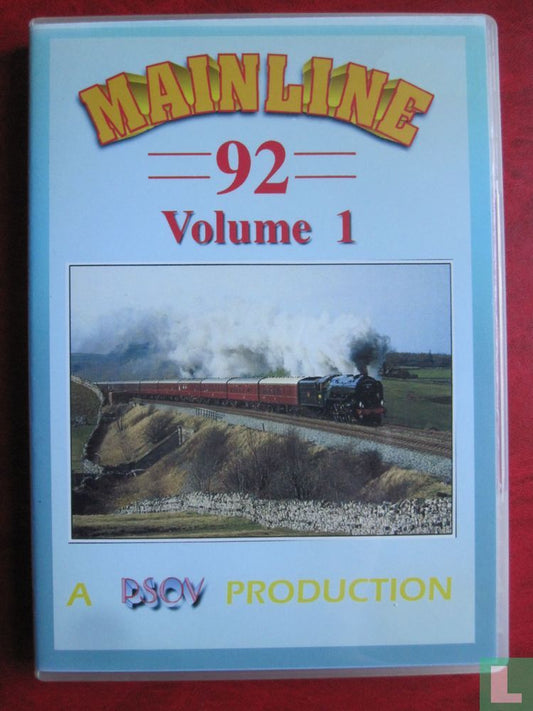 MAINLINE
92
Volume 1
A PSOV PRODUCTION
L